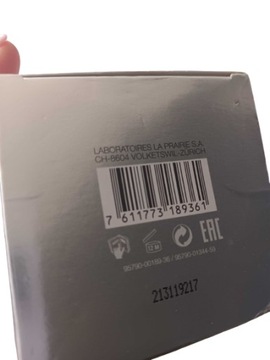 LABORATOIRES LA PRAIRIE S.A.
CH-8604 VOLKETSWIL-ZURICH
7 611773 189361
EAC
213119217